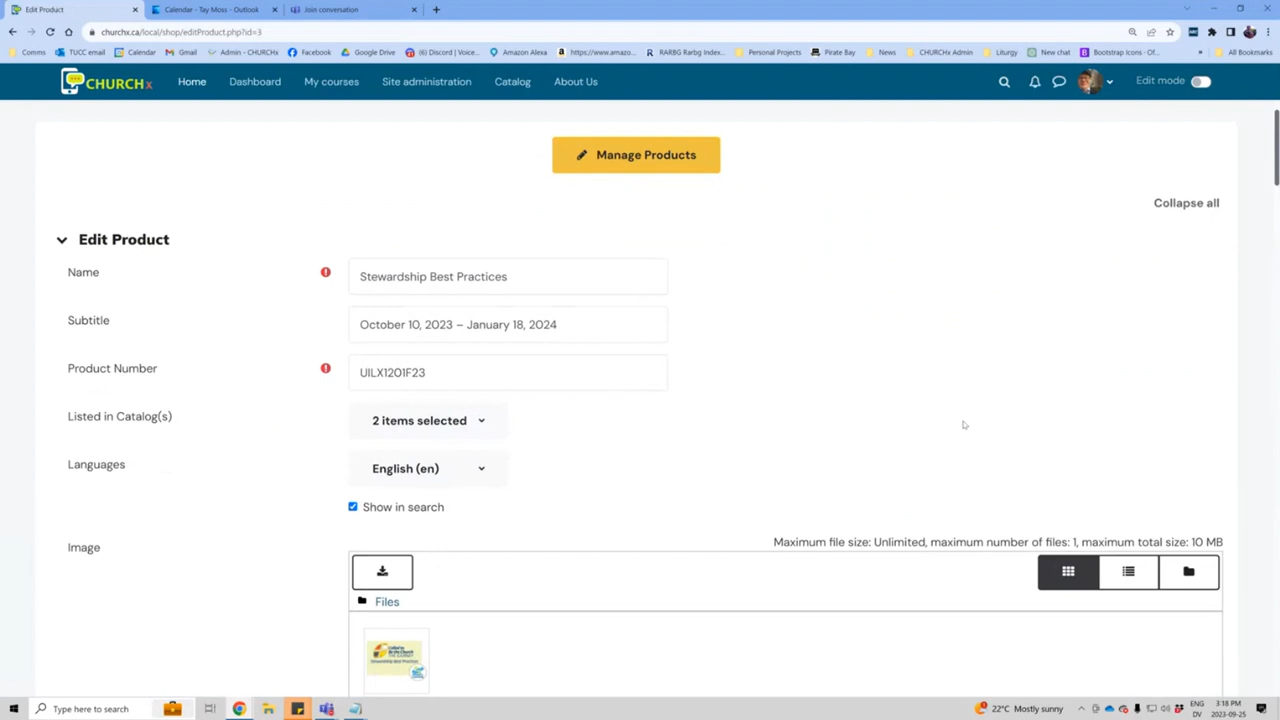 Edit Product
Calendar - Tay Moss - Outlook
Join conversation
churchx.ca/local/shop/editProduct.php?id=3
Comms
TUCC email
Calendar
Gmail
Admin - CHURCHx
Facebook
Google Drive
(6) Discord | Voice...
Amazon Alexa
https://www.amazo...
RARBG Rarbg Index...
Personal Projects
Pirate Bay
News
CHURCHx Admin
Liturgy
New chat
Bootstrap Icons · Of...
»
All Bookmarks
CHURCHx
Home
Dashboard
My courses
Site administration
Catalog
About Us
Edit mode
Manage Products
Collapse all
Edit Product
Name
Stewardship Best Practices
Subtitle
October 10, 2023 – January 18, 2024
Product Number
UILX1201F23
Listed in Catalog(s)
2 items selected
Languages
English (en)
Show in search
Image
Maximum file size: Unlimited, maximum number of files: 1, maximum total size: 10 MB
Files
Stewardship Best Practices
Type here to search
22°C Mostly sunny
ENG
DV
3:18 PM
2023-09-25